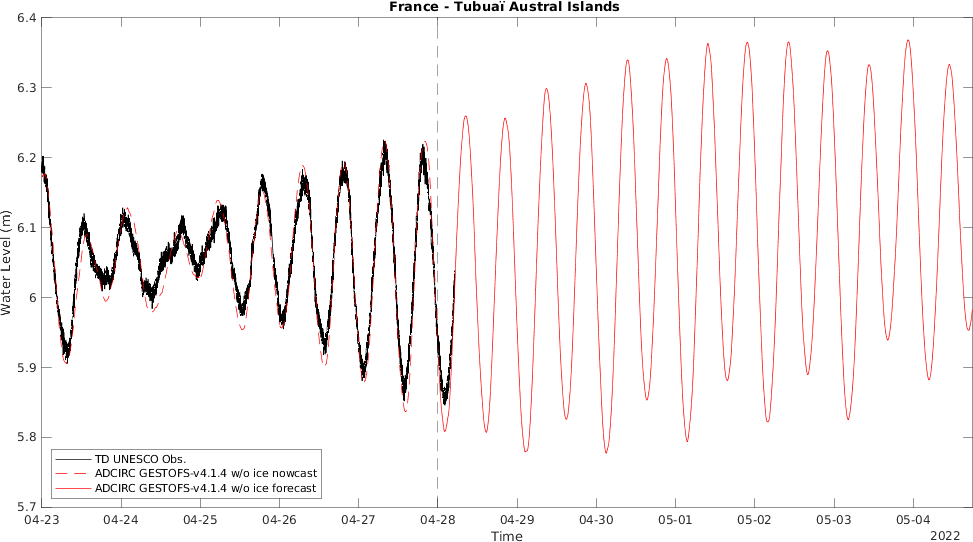 France - Tubuaï Austral Islands
Water Level (m)
6.4
6.3
6.2
6.1
6
5.9
5.8
5.7
TD UNESCO Obs.
ADCIRC GESTOFS-v4.1.4 w/o ice nowcast
ADCIRC GESTOFS-v4.1.4 w/o ice forecast
04-23 04-24 04-25 04-26 04-27 04-28 04-29 04-30 05-01 05-02 05-03 05-04
2022
Time